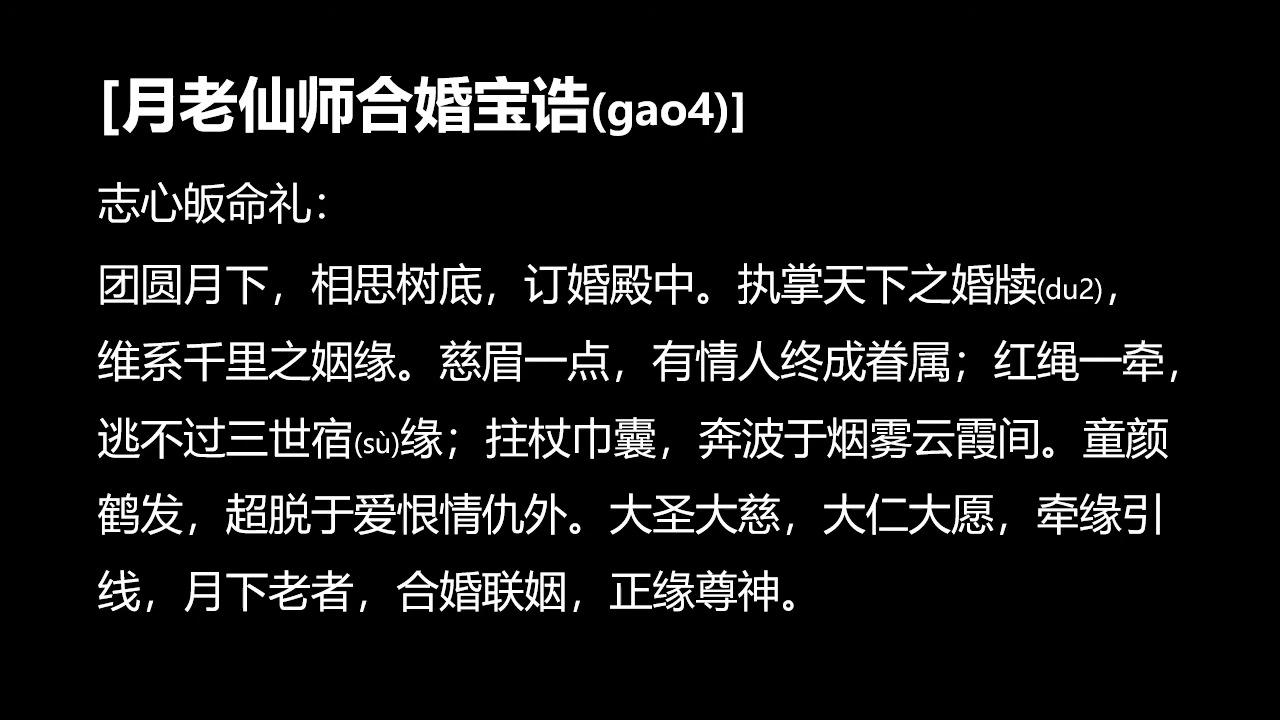 [月老仙师合婚宝诰(gao4)]
志心皈命礼：
团圆月下，相思树底，订婚殿中。执掌天下之婚牍(du2)，
维系千里之姻缘。慈眉一点，有情人终成眷属；红绳一牵，
逃不过三世宿(sù)缘；拄杖巾囊，奔波于烟雾云霞间。童颜
鹤发，超脱于爱恨情仇外。大圣大慈，大仁大愿，牵缘引
线，月下老者，合婚联姻，正缘尊神。